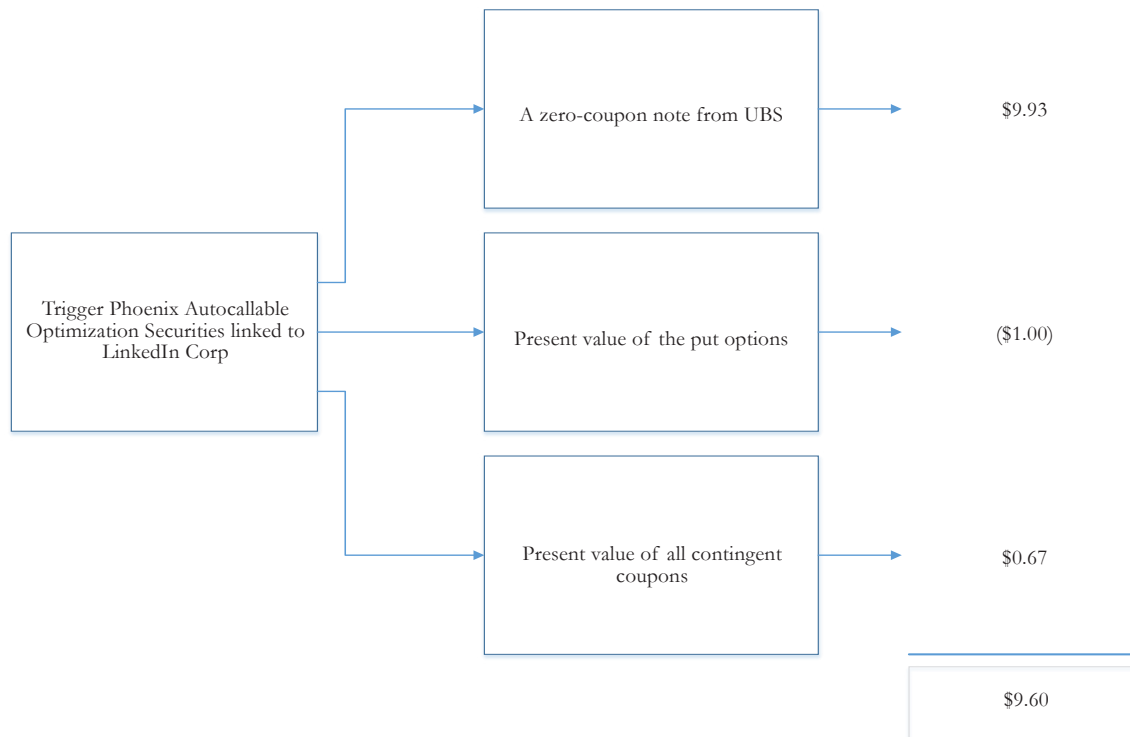 A zero-coupon note from UBS
$9.93
Trigger Phoenix Autocallable
Optimization Securities linked to
LinkedIn Corp
Present value of the put options
($1.00)
Present value of all contingent
coupons
$0.67
$9.60